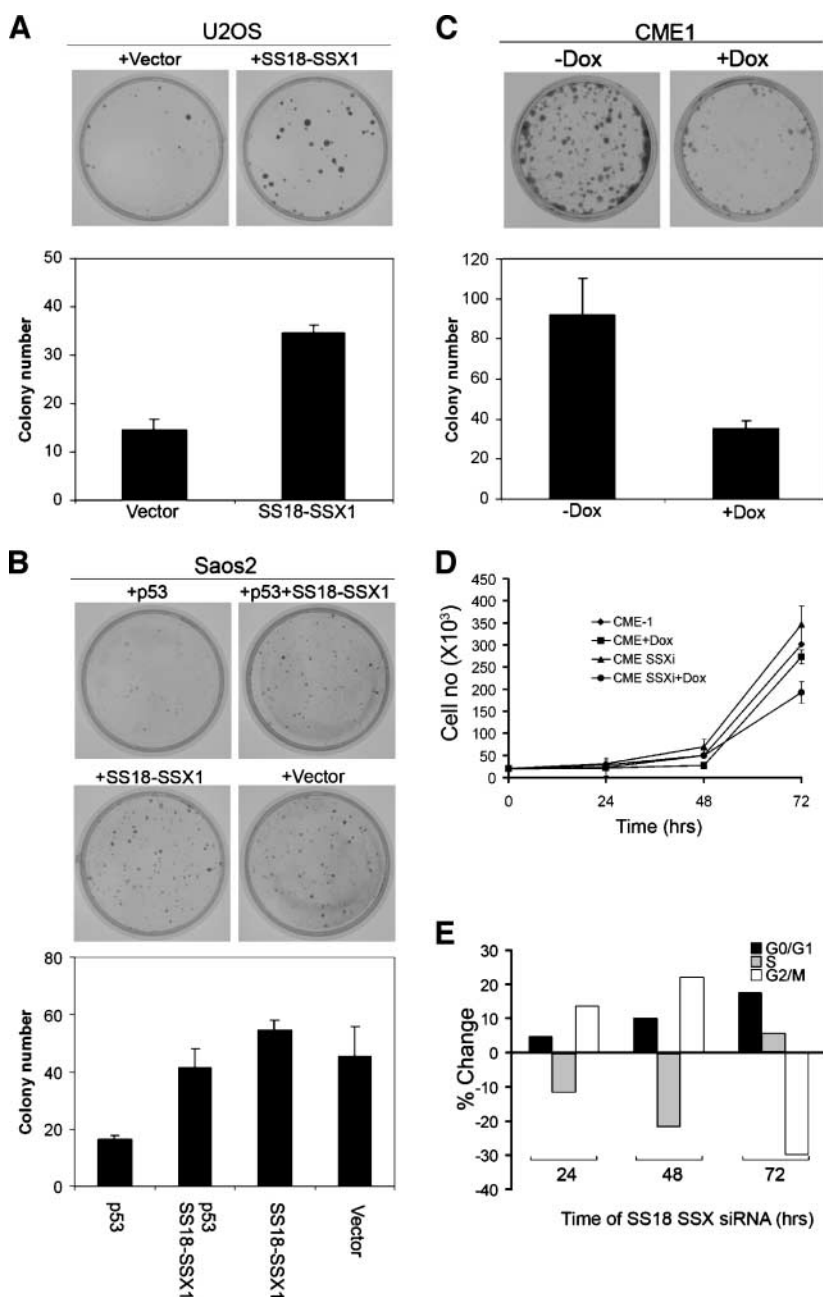 A
U2OS
+Vector +SS18-SSX1
Colony number
50
40
30
20
10
0
Vector SS18-SSX1
B
Saos2
+p53 +p53+SS18-SSX1
+SS18-SSX1 +Vector
Colony number
80
60
40
20
0
p53
p53
SS18-SSX1
SS18-SSX1
Vector
C
CME1
-Dox +Dox
Colony number
120
100
80
60
40
20
0
-Dox +Dox
D
Cell no (X10³)
450
400
350
300
250
200
150
100
50
0
CME-1
CME+Dox
CME SSXi
CME SSXi+Dox
0 24 48 72
Time (hrs)
E
% Change
30
20
10
0
-10
-20
-30
-40
G0/G1
S
G2/M
24 48 72
Time of SS18 SSX siRNA (hrs)